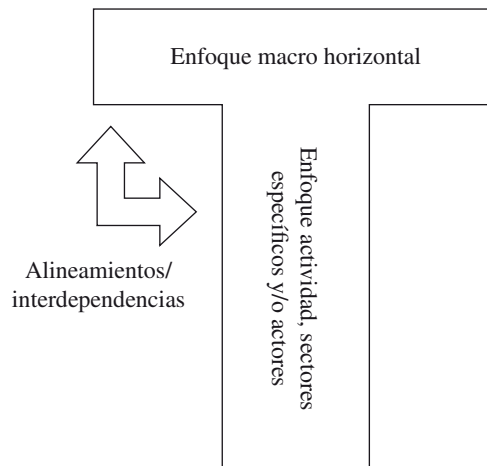 Enfoque macro horizontal
Enfoque actividad, sectores
específicos y/o actores
Alineamientos/
interdependencias